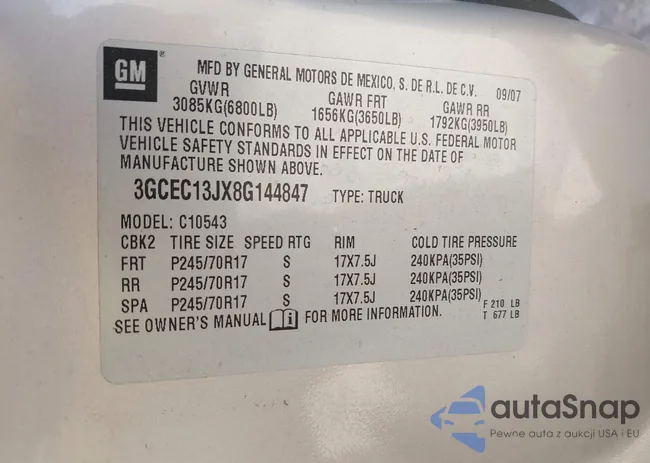 GM ®
MFD BY GENERAL MOTORS DE MEXICO, S. DE R.L. DE C.V. 09/07
GVWR GAWR FRT GAWR RR
3085KG(6800LB) 1656KG(3650LB) 1792KG(3950LB)
THIS VEHICLE CONFORMS TO ALL APPLICABLE U.S. FEDERAL MOTOR
VEHICLE SAFETY STANDARDS IN EFFECT ON THE DATE OF
MANUFACTURE SHOWN ABOVE.
3GCEC13JX8G144847 TYPE: TRUCK
MODEL: C10543
CBK2 TIRE SIZE SPEED RTG RIM COLD TIRE PRESSURE
FRT P245/70R17 S 17X7.5J 240KPA(35PSI)
RR P245/70R17 S 17X7.5J 240KPA(35PSI)
SPA P245/70R17 S 17X7.5J 240KPA(35PSI)
F 210 LB
SEE OWNER'S MANUAL i FOR MORE INFORMATION. T 677 LB
autaSnap
Pewne auta z aukcji USA i EU